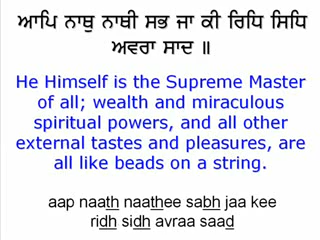 ਆਪਿ ਨਾਥੁ ਨਾਥੀ ਸਭ ਜਾ ਕੀ ਰਿਧਿ ਸਿਧਿ
ਅਵਰਾ ਸਾਦ ॥
He Himself is the Supreme Master
of all; wealth and miraculous
spiritual powers, and all other
external tastes and pleasures, are
all like beads on a string.
aap naath naathee sabh jaa kee
ridh sidh avraa saad